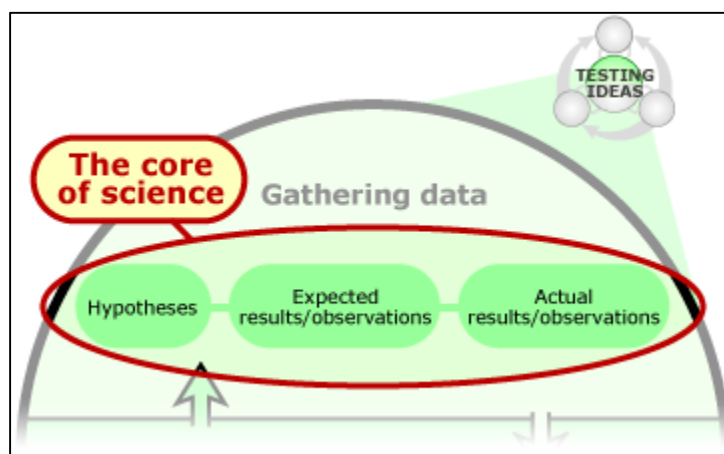 TESTING
IDEAS
The core
of science
Gathering data
Hypotheses
Expected
results/observations
Actual
results/observations